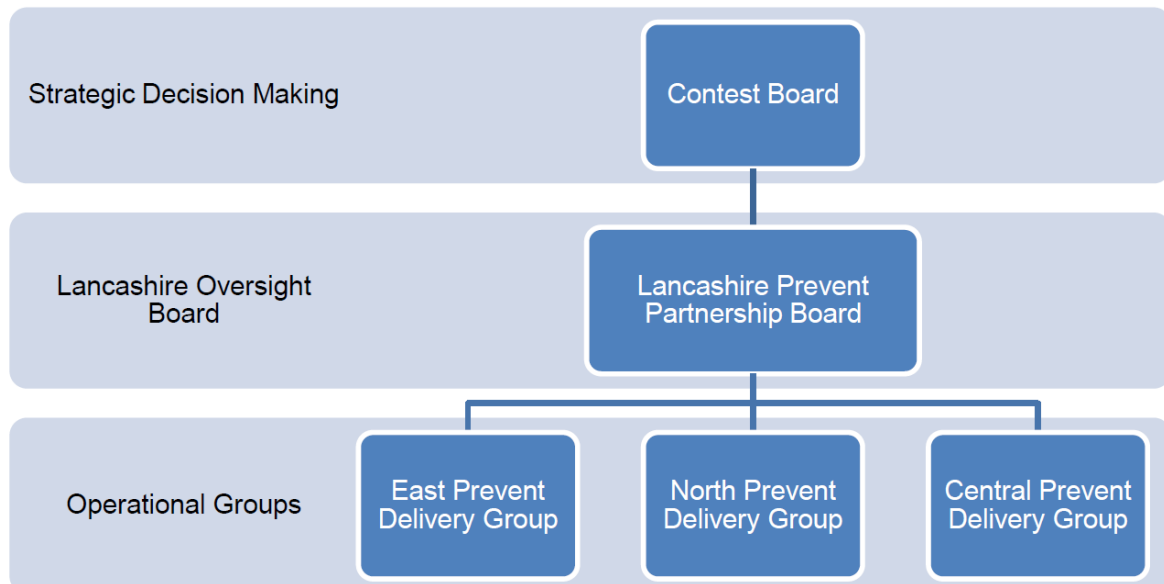 Strategic Decision Making
Contest Board
Lancashire Oversight
Board
Lancashire Prevent
Partnership Board
Operational Groups
East Prevent
Delivery Group
North Prevent
Delivery Group
Central Prevent
Delivery Group